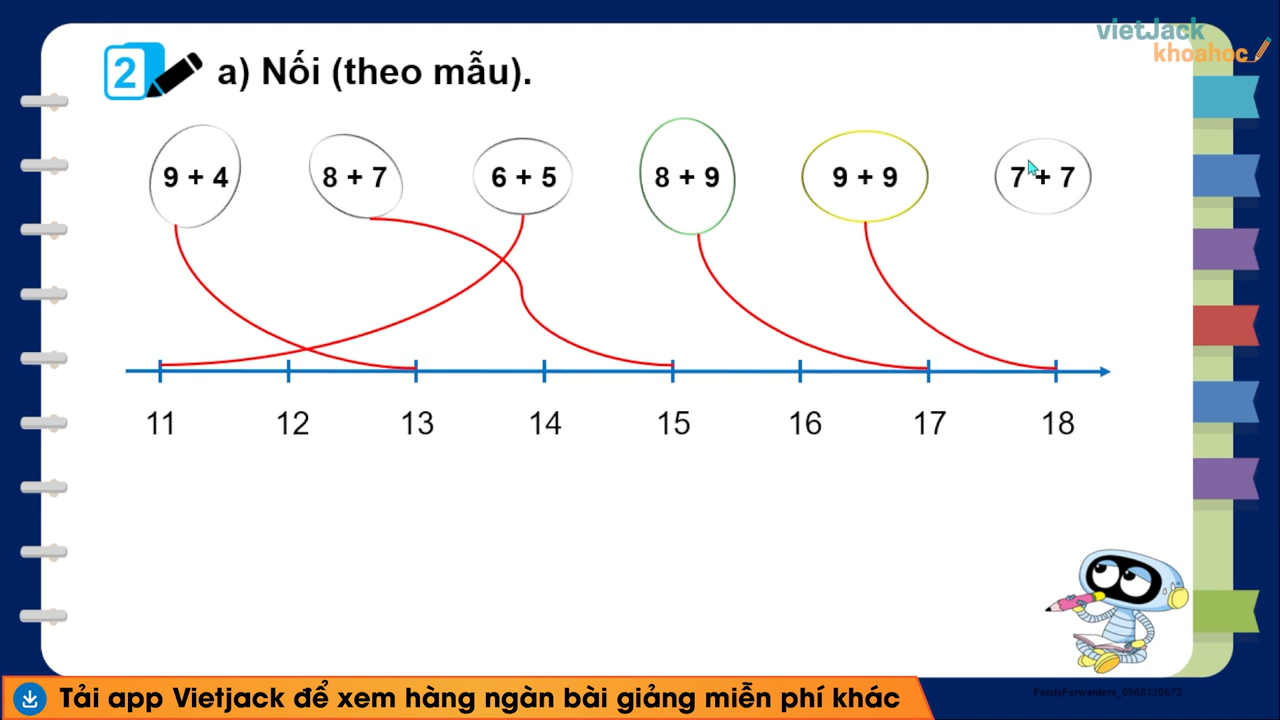 vietJack
khoahoc
2 a) Nối (theo mẫu).
9 + 4 8 + 7 6 + 5 8 + 9 9 + 9 7 + 7
11 12 13 14 15 16 17 18
Tải app Vietjack để xem hàng ngàn bài giảng miễn phí khác
FeistyForwarders_0968120672